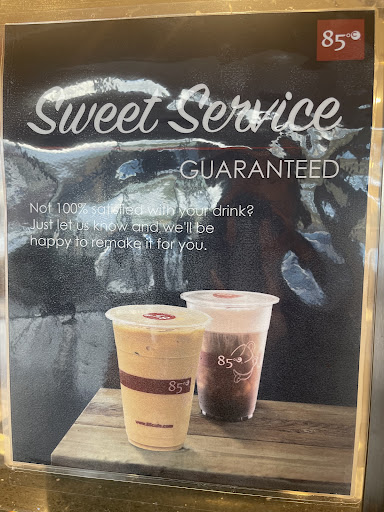 85°C
Sweet Service
GUARANTEED
Not 100% satisfied with your drink?
Just let us know and we'll be
happy to remake it for you.
85°C
85°C